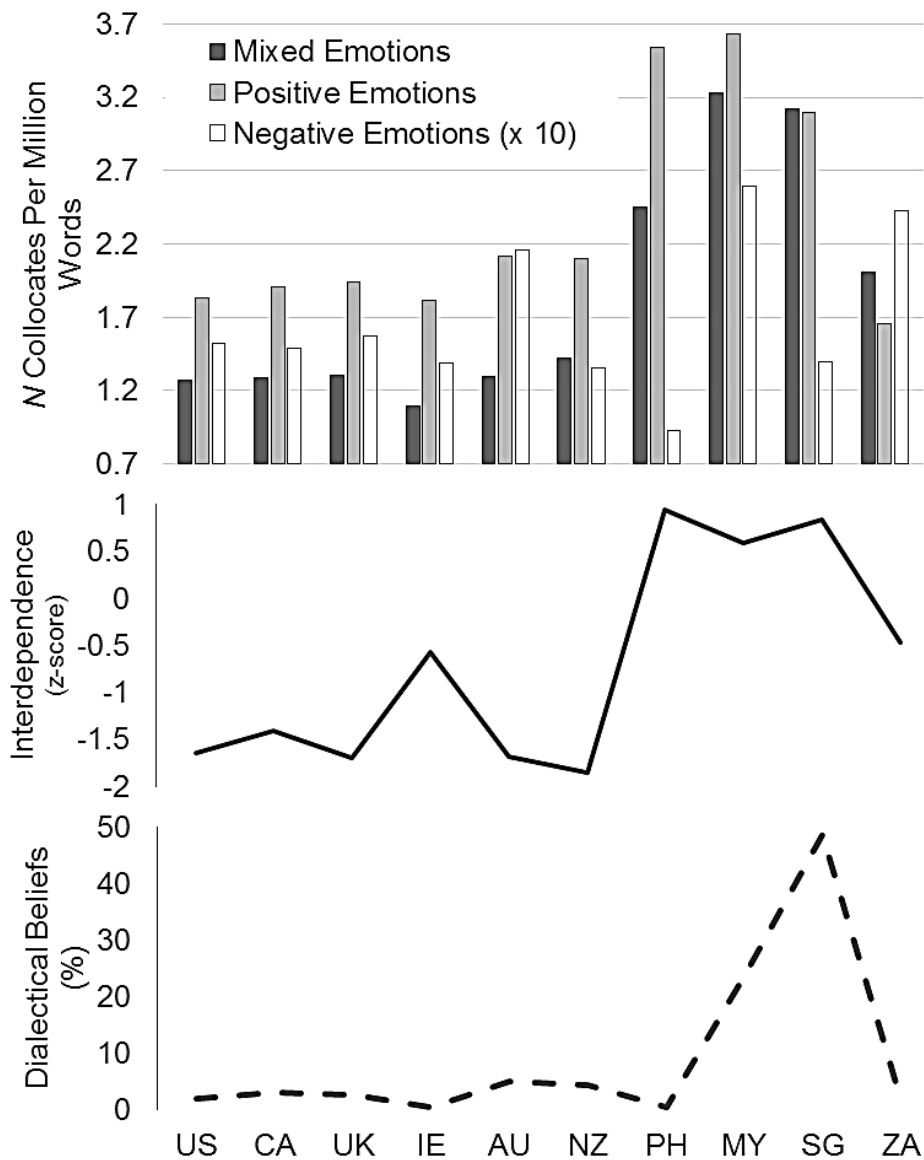 3.7
3.2
2.7
2.2
1.7
1.2
0.7
N Collocates Per Million
Words
Mixed Emotions
Positive Emotions
Negative Emotions (x 10)
1
0.5
0
-0.5
-1
-1.5
-2
Interdependence
(z-score)
50
40
30
20
10
0
Dialectical Beliefs
(%)
US CA UK IE AU NZ PH MY SG ZA